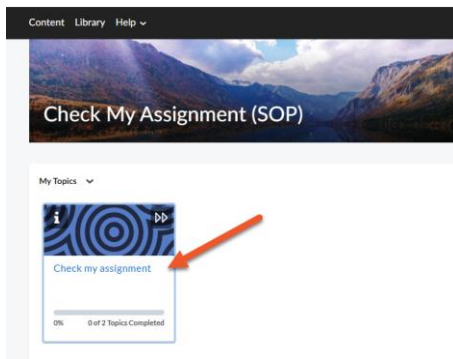 Content Library Help
Check My Assignment (SOP)
My Topics
i
Check my assignment
0% 0 of 2 Topics Completed